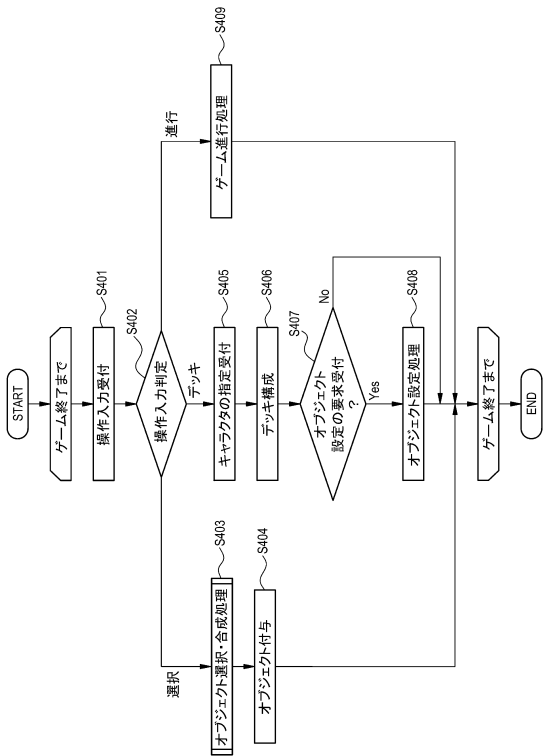 START
ゲーム終了まで
操作入力受付
S401
操作入力判定
S402
選択
デッキ
進行
オブジェクト選択・合成処理
S403
オブジェクト付与
S404
キャラクタの指定受付
S405
デッキ構成
S406
オブジェクト
設定の要求受付
?
S407
No
Yes
オブジェクト設定処理
S408
ゲーム進行処理
S409
ゲーム終了まで
END